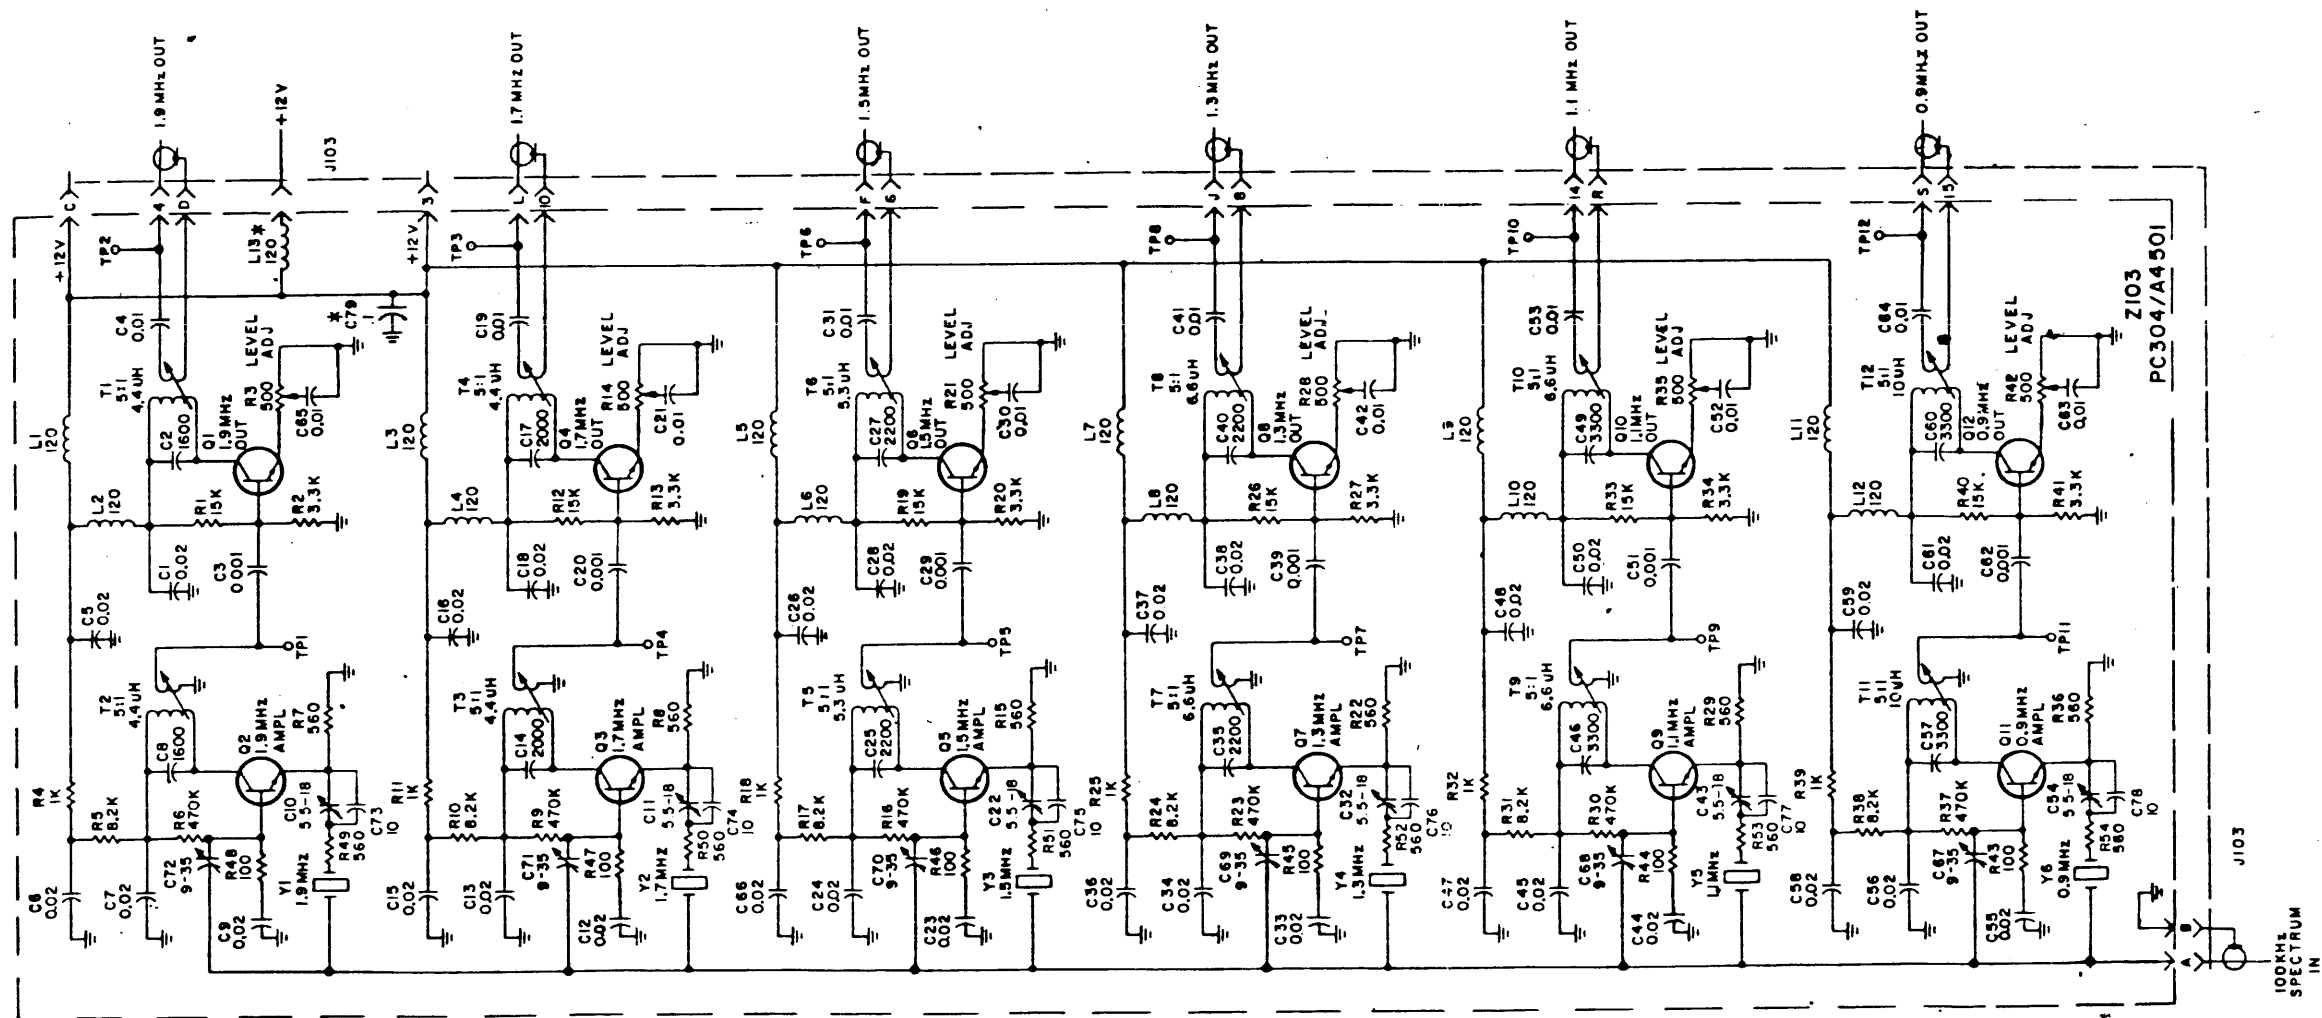 1.9 MHz OUT
+12V
J103
C
4
D
+12V
TP2
L13*
120
*
C79
.1
L1
120
L2
120
C4
0.01
T1
5:1
4.4UH
C2
1600
Q1
1.9MHz
OUT
R3 LEVEL
500 ADJ
C65
0.01
R1
15K
R2
3.3K
C1
0.02
C3
0.001
C5
0.02
TP1
T2
5:1
4.4UH
C8
1600
Q2
1.9MHz
AMPL
R7
560
R4
1K
R5
8.2K
R6
470K
C10
5.5-18
C73
10
R49
560
C72
9-35
R48
100
Y1
1.9MHz
C6
0.02
C7
0.02
C9
0.02
1.7 MHz OUT
3
L
10
+12V
TP3
L3
120
L4
120
C19
0.01
T4
5:1
4.4UH
C17
2000
Q4
1.7MHz
OUT
R14 LEVEL
500 ADJ
C21
0.01
R12
15K
R13
3.3K
C18
0.02
C20
0.001
C16
0.02
TP4
T3
5:1
4.4UH
C14
2000
Q3
1.7MHz
AMPL
R8
560
R11
1K
R10
8.2K
R9
470K
C11
5.5-18
C74
10
R50
560
C71
9-35
R47
100
Y2
1.7MHz
C15
0.02
C13
0.02
C12
0.02
1.5MHz OUT
F
6
TP6
L5
120
L6
120
C31
0.01
T6
5:1
5.3UH
C27
2200
Q6
1.5MHz
OUT
R21 LEVEL
500 ADJ
C30
0.01
R19
15K
R20
3.3K
C28
0.02
C29
0.001
C26
0.02
TP5
T5
5:1
5.3UH
C25
2200
Q5
1.5MHz
AMPL
R15
560
R18
1K
R17
8.2K
R16
470K
C22
5.5-18
C75
10
R51
560
C70
9-35
R46
100
Y3
1.5MHz
C66
0.02
C24
0.02
C23
0.02
1.3 MHz OUT
J
8
TP8
L7
120
L8
120
C41
0.01
T8
5:1
6.6UH
C40
2200
Q8
1.3MHz
OUT
R28 LEVEL
500 ADJ.
C42
0.01
R26
15K
R27
3.3K
C38
0.02
C39
0.001
C37
0.02
TP7
T7
5:1
6.6UH
C35
2200
Q7
1.3MHz
AMPL
R22
560
R25
1K
R24
8.2K
R23
470K
C32
5.5-18
C76
10
R52
560
C69
9-35
R45
100
Y4
1.3MHz
C36
0.02
C34
0.02
C33
0.02
1.1 MHz OUT
14
R
TP10
L9
120
L10
120
C53
0.01
T10
5:1
6.6UH
C49
3300
Q10
1.1MHz
OUT
R35 LEVEL
500 ADJ
C52
0.01
R33
15K
R34
3.3K
C50
0.02
C51
0.001
C48
0.02
TP9
T9
5:1
6.6UH
C46
3300
Q9
1.1MHz
AMPL
R29
560
R32
1K
R31
8.2K
R30
470K
C43
5.5-18
C77
10
R53
560
C68
9-35
R44
100
Y5
1.1MHz
C47
0.02
C45
0.02
C44
0.02
0.9MHz OUT
S
15
TP12
L11
120
L12
120
C64
0.01
T12
5:1
10UH
C60
3300
Q12
0.9MHz
OUT
R42 LEVEL
500 ADJ
C63
0.01
R40
15K
R41
3.3K
C61
0.02
C62
0.001
C59
0.02
TP11
T11
5:1
10UH
C57
3300
Q11
0.9MHz
AMPL
R36
560
R39
1K
R38
8.2K
R37
470K
C54
5.5-18
C78
10
R54
560
C67
9-35
R43
100
Y6
0.9MHz
C58
0.02
C56
0.02
C55
0.02
Z103
PC304/A4501
J103
B
A
100KHz
SPECTRUM
IN